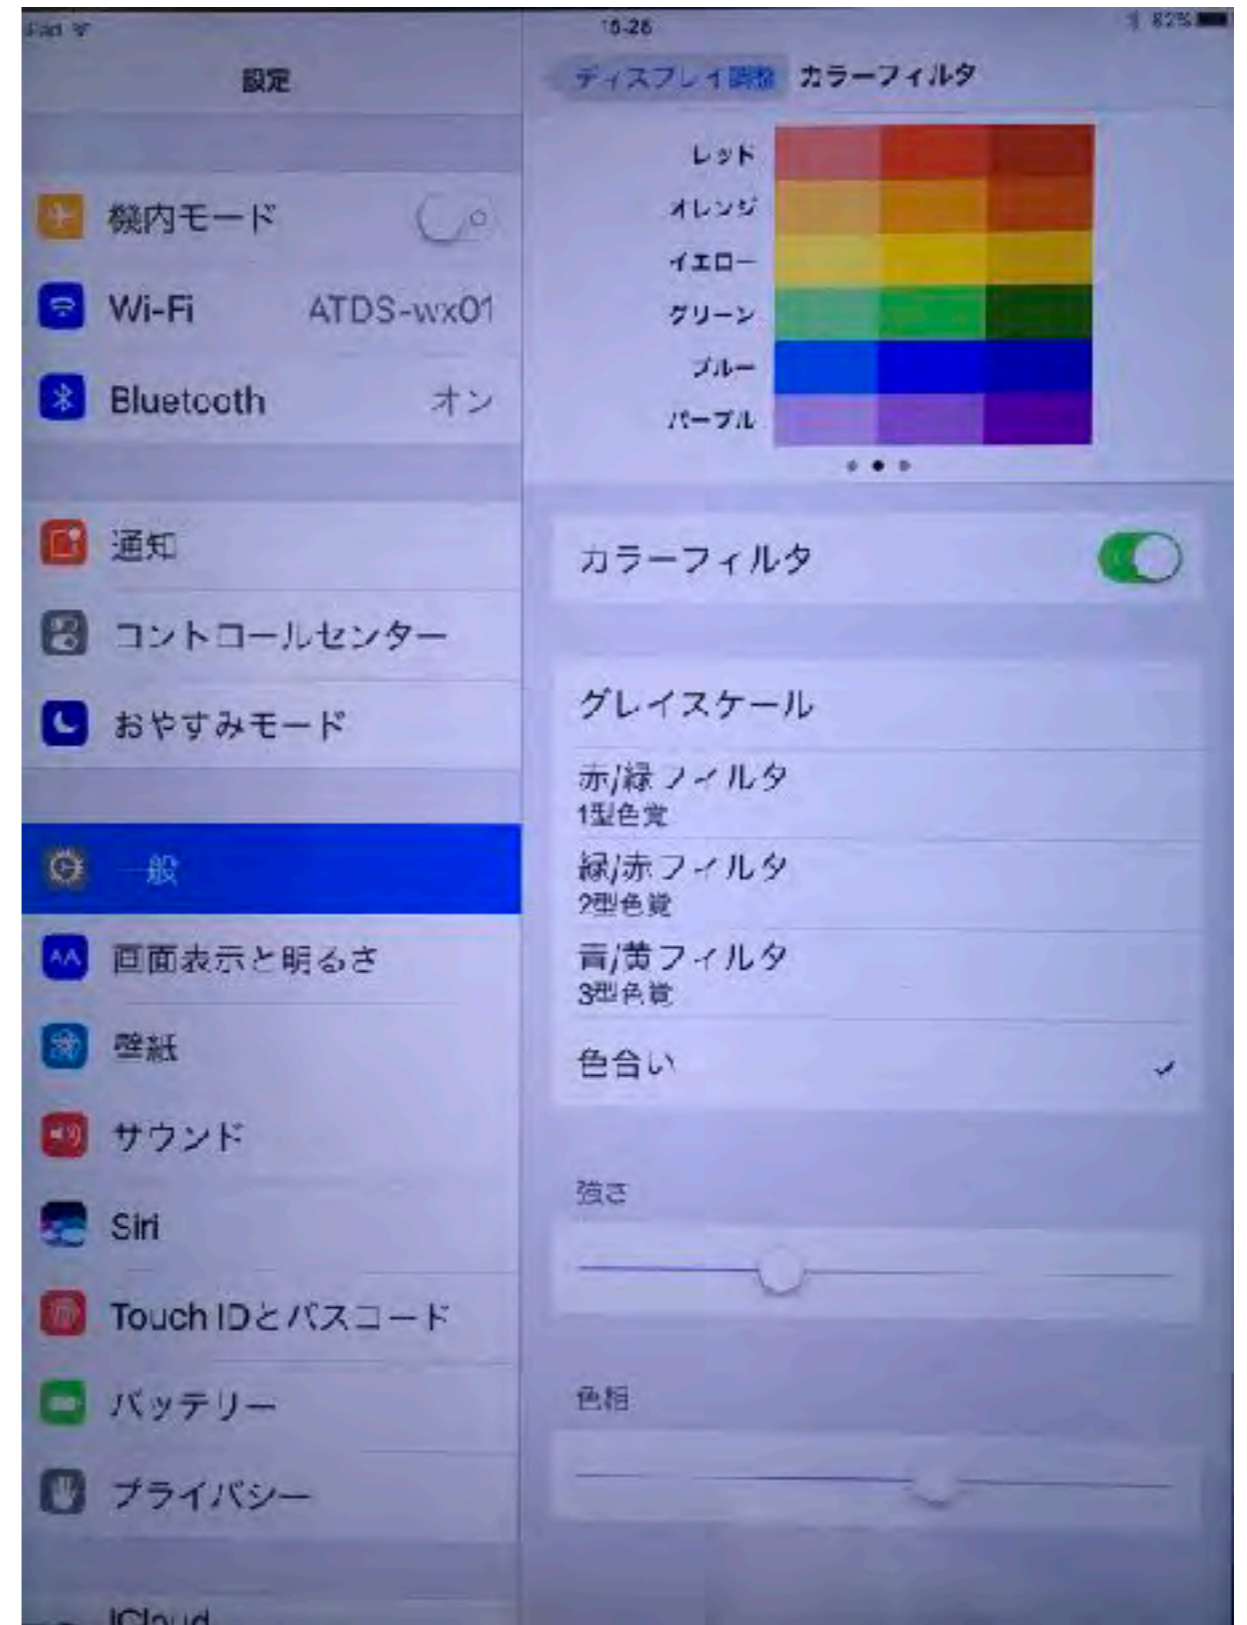 iPad
15:26
82%
設定
ディスプレイ調整
カラーフィルタ
レッド
オレンジ
イエロー
グリーン
ブルー
パープル
機内モード
Wi-Fi
ATDS-wx01
Bluetooth
オン
通知
コントロールセンター
おやすみモード
一般
画面表示と明るさ
壁紙
サウンド
Siri
Touch IDとパスコード
バッテリー
プライバシー
iCloud
カラーフィルタ
グレイスケール
赤/緑フィルタ
1型色覚
緑/赤フィルタ
2型色覚
青/黄フィルタ
3型色覚
色合い
強さ
色相